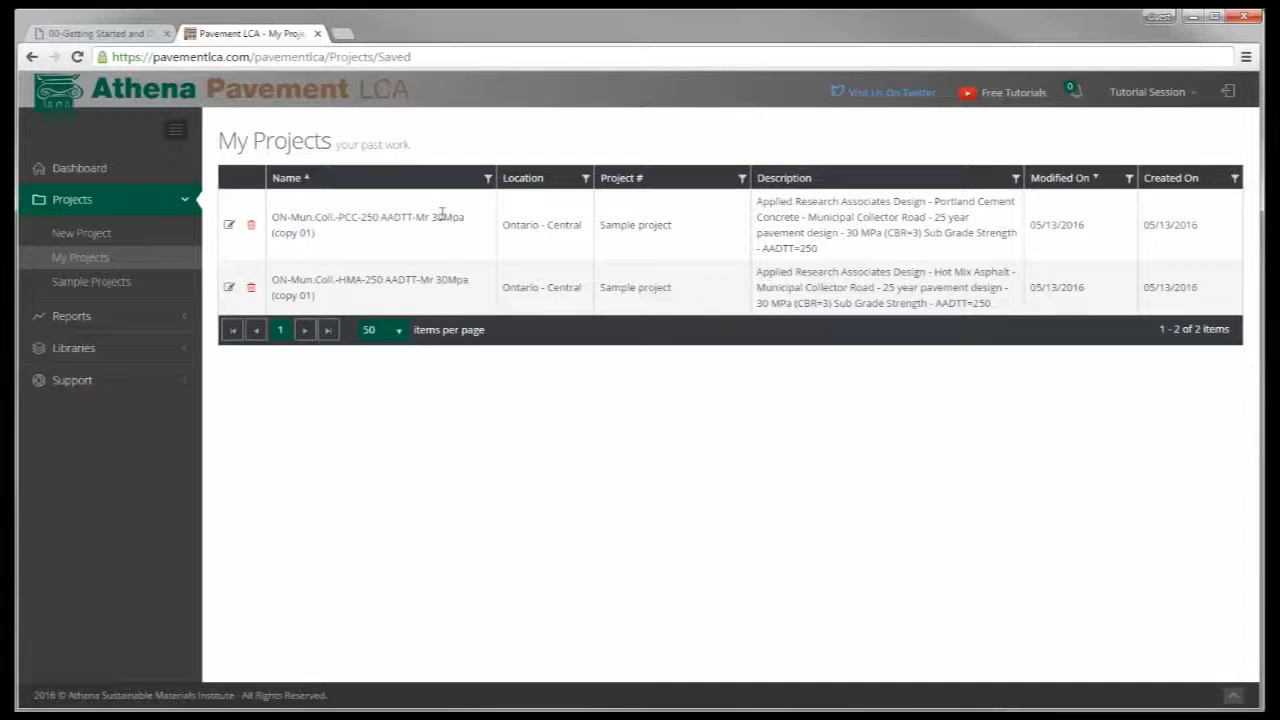 Guest
00-Getting Started and O
Pavement LCA - My Proje
https://pavementlca.com/pavementlca/Projects/Saved
Athena Pavement LCA
Visit Us On Twitter
Free Tutorials
0
Tutorial Session
Dashboard
Projects
New Project
My Projects
Sample Projects
Reports
Libraries
Support
My Projects your past work
Name Location Project # Description Modified On Created On
ON-Mun.Coll.-PCC-250 AADTT-Mr 30Mpa
(copy 01)
Ontario - Central
Sample project
Applied Research Associates Design - Portland Cement
Concrete - Municipal Collector Road - 25 year
pavement design - 30 MPa (CBR=3) Sub Grade Strength
- AADTT=250
05/13/2016
05/13/2016
ON-Mun.Coll.-HMA-250 AADTT-Mr 30Mpa
(copy 01)
Ontario - Central
Sample project
Applied Research Associates Design - Hot Mix Asphalt -
Municipal Collector Road - 25 year pavement design -
30 MPa (CBR=3) Sub Grade Strength - AADTT=250
05/13/2016
05/13/2016
1 50 items per page
1 - 2 of 2 items
2016 © Athena Sustainable Materials Institute - All Rights Reserved.